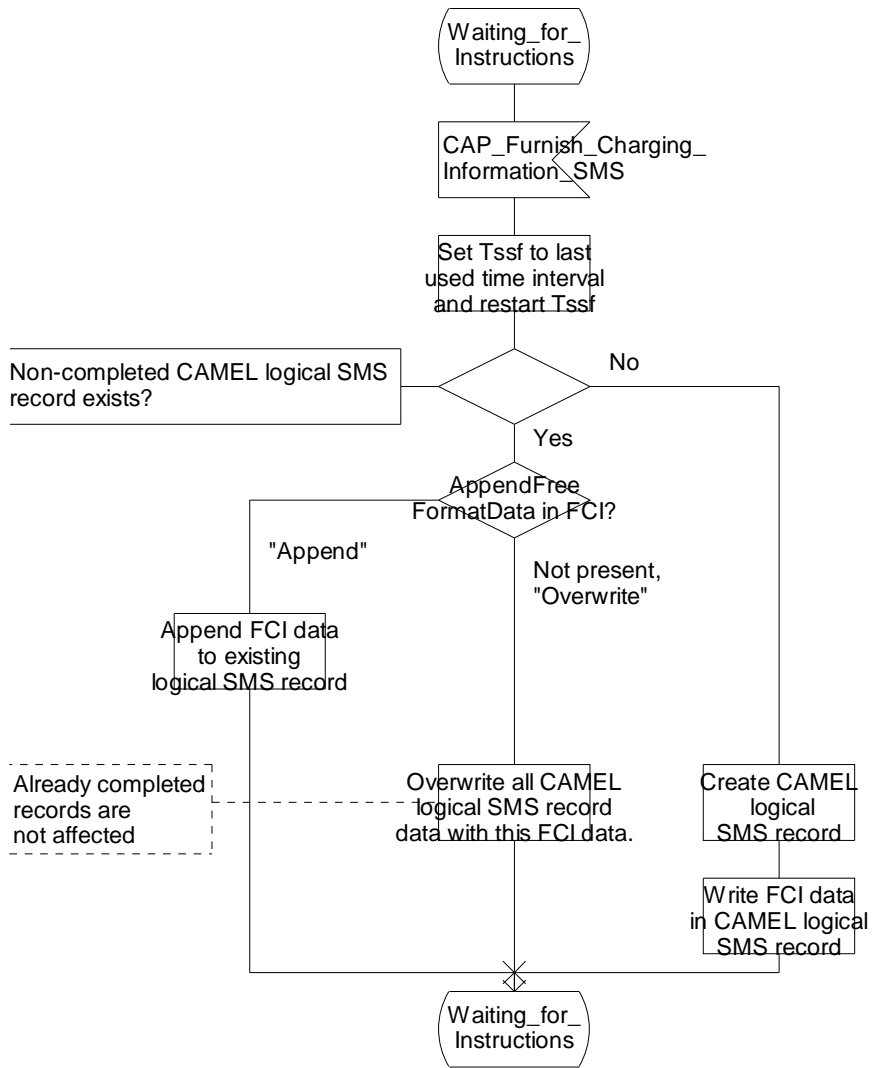 Waiting_for_
Instructions
CAP_Furnish_Charging_
Information_SMS
Set Tssf to last
used time interval
and restart Tssf
Non-completed CAMEL logical SMS
record exists?
No
Yes
AppendFree
FormatData in FCI?
"Append"
Not present,
"Overwrite"
Append FCI data
to existing
logical SMS record
Already completed
records are
not affected
Overwrite all CAMEL
logical SMS record
data with this FCI data.
Create CAMEL
logical
SMS record
Write FCI data
in CAMEL logical
SMS record
Waiting_for_
Instructions